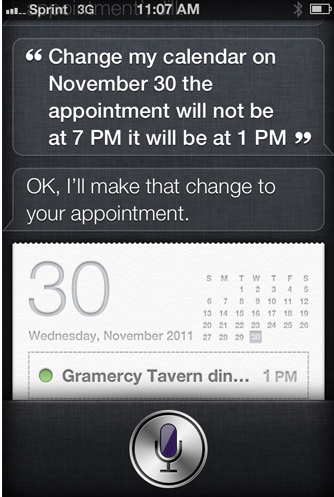 Sprint 3G 11:07 AM
“ Change my calendar on
November 30 the
appointment will not be
at 7 PM it will be at 1 PM ”
OK, I’ll make that change to
your appointment.
30
S M T W T F S
1 2 3 4 5
6 7 8 9 10 11 12
13 14 15 16 17 18 19
20 21 22 23 24 25 26
27 28 29 30
Wednesday, November 2011
Gramercy Tavern din... 1 PM